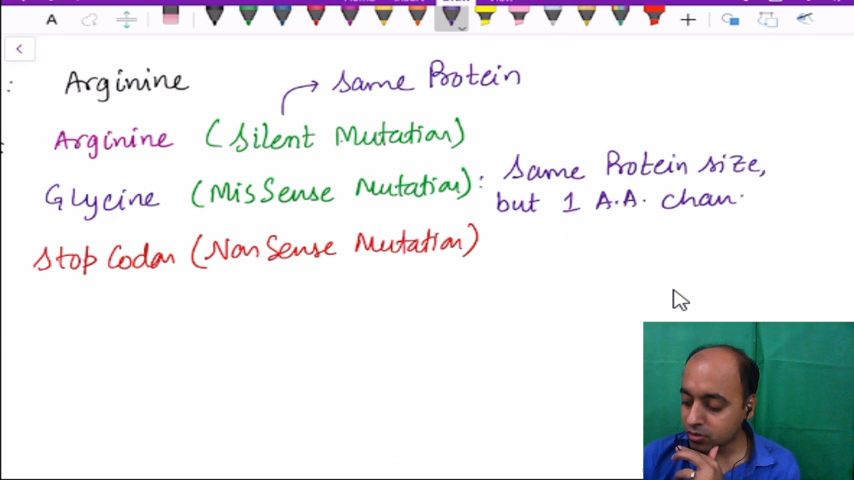 Arginine
Same Protein
Arginine (Silent Mutation)
Glycine (MisSense Mutation) : Same Protein size,
but 1 A.A. chan.
Stop Codon (NonSense Mutation)